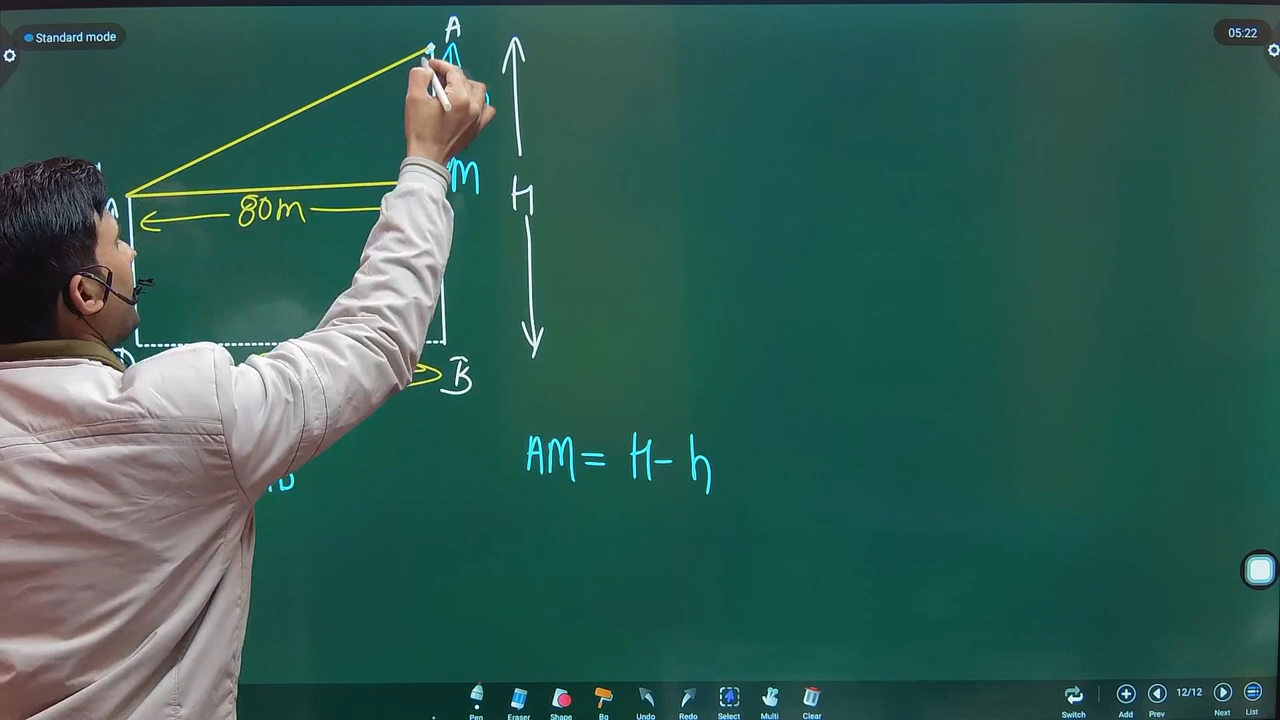 Standard mode
05:22
A
M
80m
H
B
AM = H - h
Pen Eraser Shape Bg Undo Redo Select Multi Clear Switch Add Prev 12/12 Next List